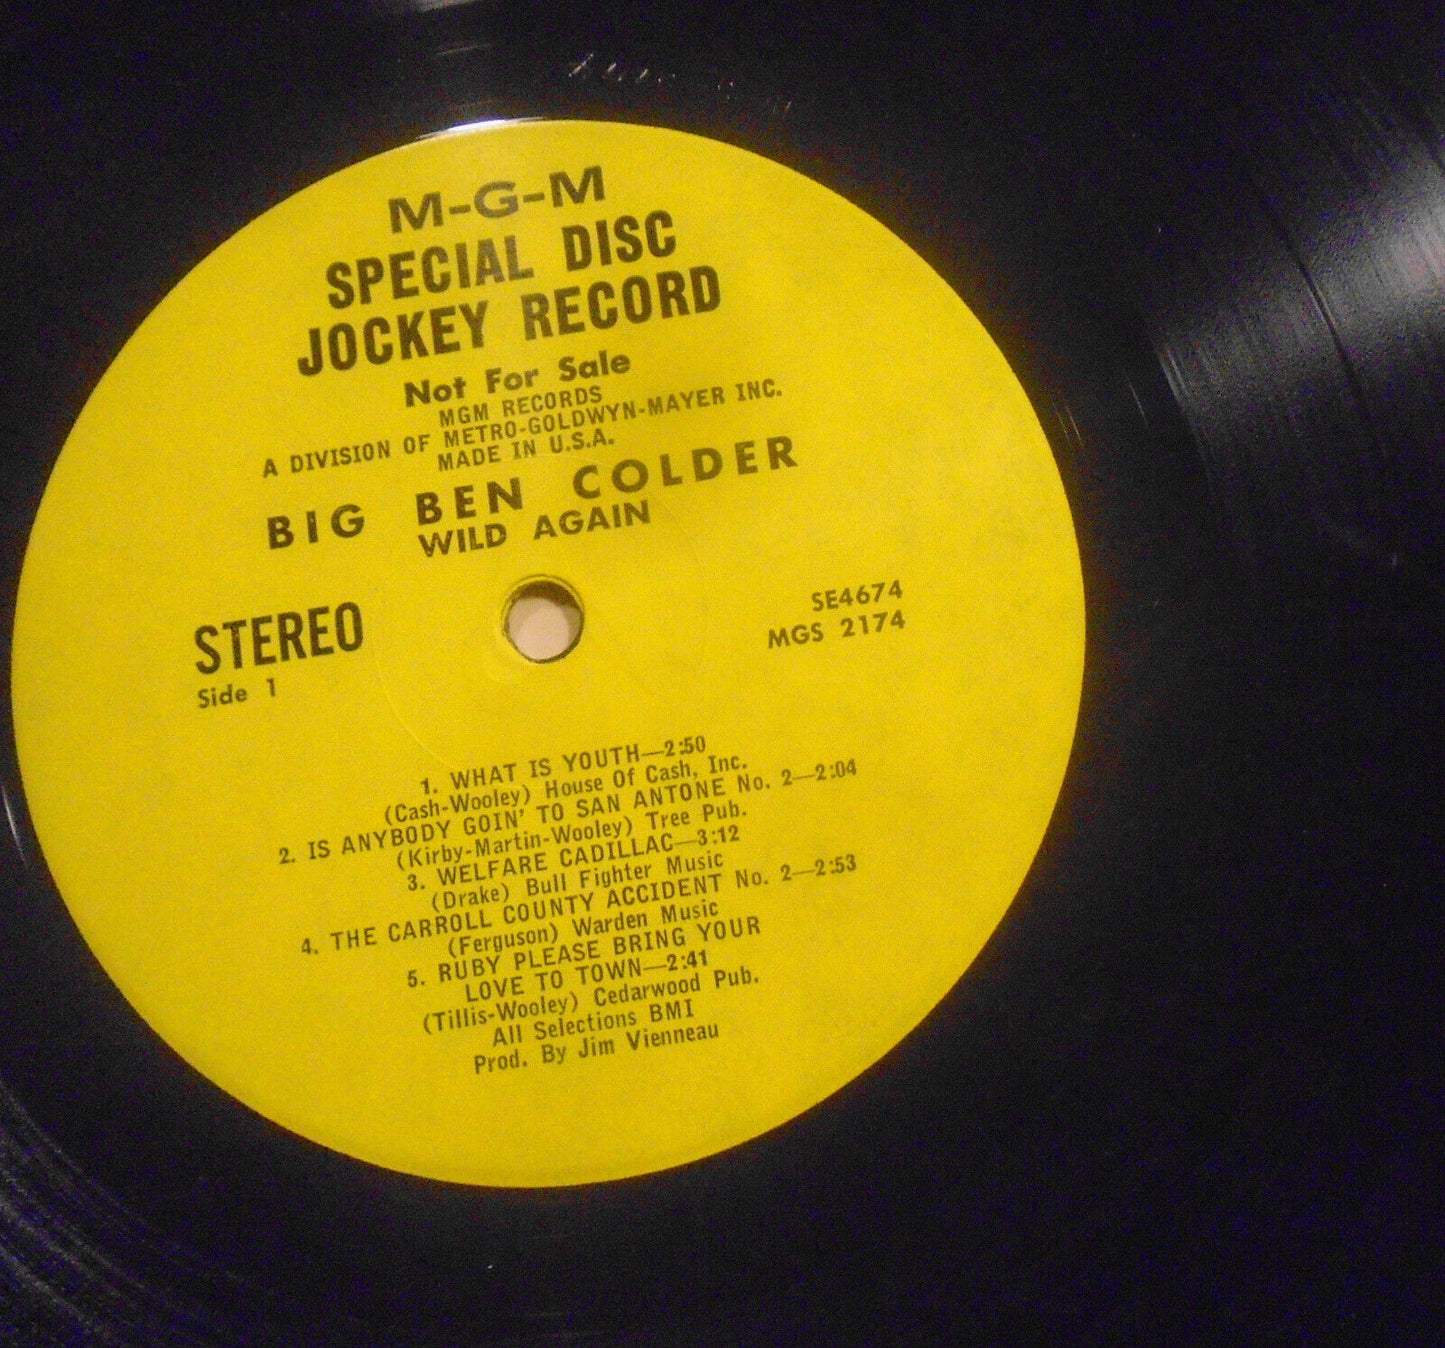 M-G-M
SPECIAL DISC
JOCKEY RECORD
Not For Sale
MGM RECORDS
A DIVISION OF METRO-GOLDWYN-MAYER INC.
MADE IN U.S.A.
BIG BEN COLDER
WILD AGAIN
STEREO
Side 1
SE4674
MGS 2174
1. WHAT IS YOUTH—2:50
(Cash-Wooley) House Of Cash, Inc.
2. IS ANYBODY GOIN' TO SAN ANTONE No. 2—2:04
(Kirby-Martin-Wooley) Tree Pub.
3. WELFARE CADILLAC—3:12
(Drake) Bull Fighter Music
4. THE CARROLL COUNTY ACCIDENT No. 2—2:53
(Ferguson) Warden Music
5. RUBY PLEASE BRING YOUR
LOVE TO TOWN—2:41
(Tillis-Wooley) Cedarwood Pub.
All Selections BMI
Prod. By Jim Vienneau